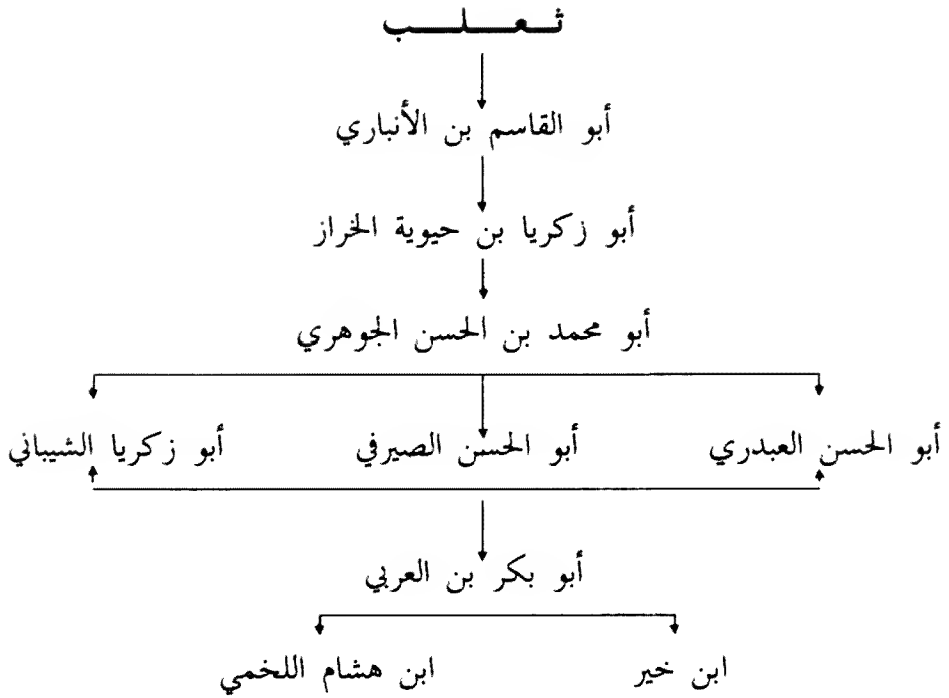 ثعلب
أبو القاسم بن الأنباري
أبو زكريا بن حيوية الخراز
أبو محمد بن الحسن الجوهري
أبو الحسن العبدري
أبو الحسن الصيرفي
أبو زكريا الشيباني
أبو بكر بن العربي
ابن خير
ابن هشام اللخمي